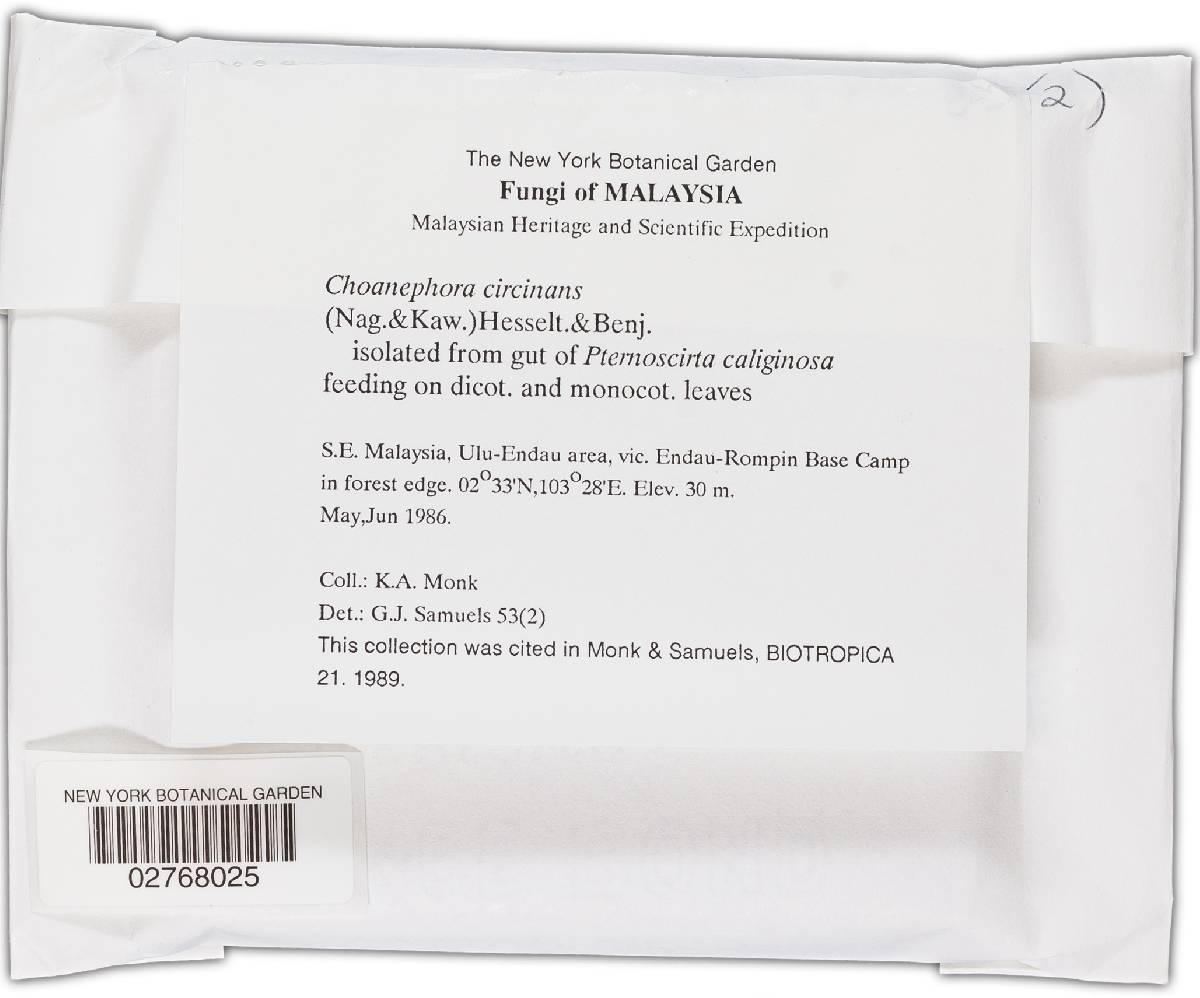 (2)
The New York Botanical Garden
Fungi of MALAYSIA
Malaysian Heritage and Scientific Expedition
Choanephora circinans
(Nag.&Kaw.)Hesselt.&Benj.
isolated from gut of Pternoscirta caliginosa
feeding on dicot. and monocot. leaves
S.E. Malaysia, Ulu-Endau area, vic. Endau-Rompin Base Camp
in forest edge. 02°33'N,103°28'E. Elev. 30 m.
May,Jun 1986.
Coll.: K.A. Monk
Det.: G.J. Samuels 53(2)
This collection was cited in Monk & Samuels, BIOTROPICA
21. 1989.
NEW YORK BOTANICAL GARDEN
02768025